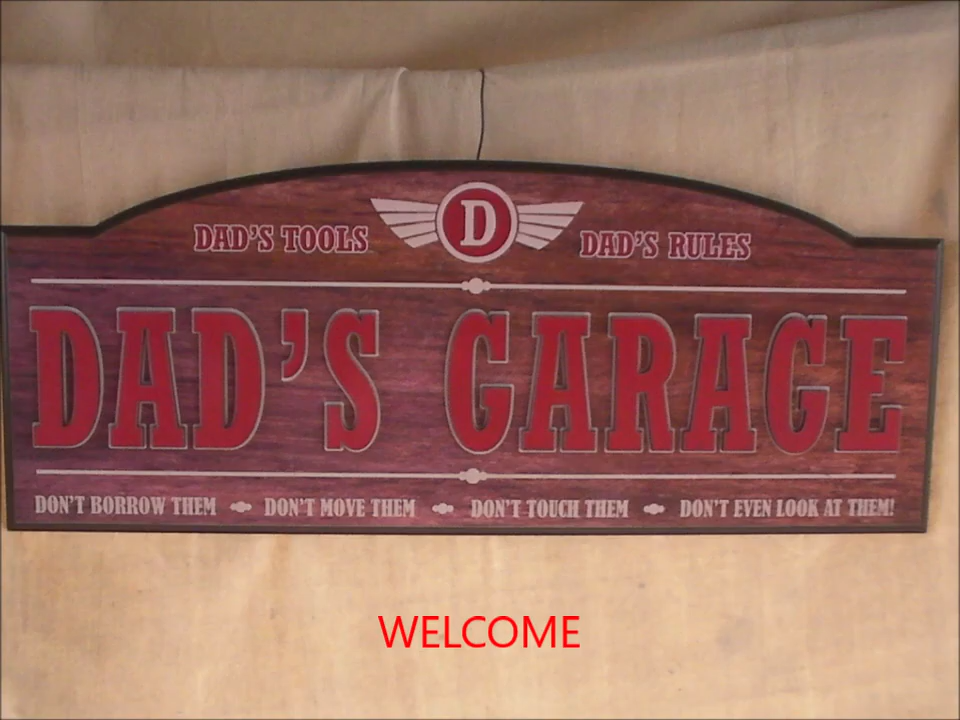 DAD'S TOOLS D DAD'S RULES
DAD'S GARAGE
DON'T BORROW THEM DON'T MOVE THEM DON'T TOUCH THEM DON'T EVEN LOOK AT THEM!
WELCOME